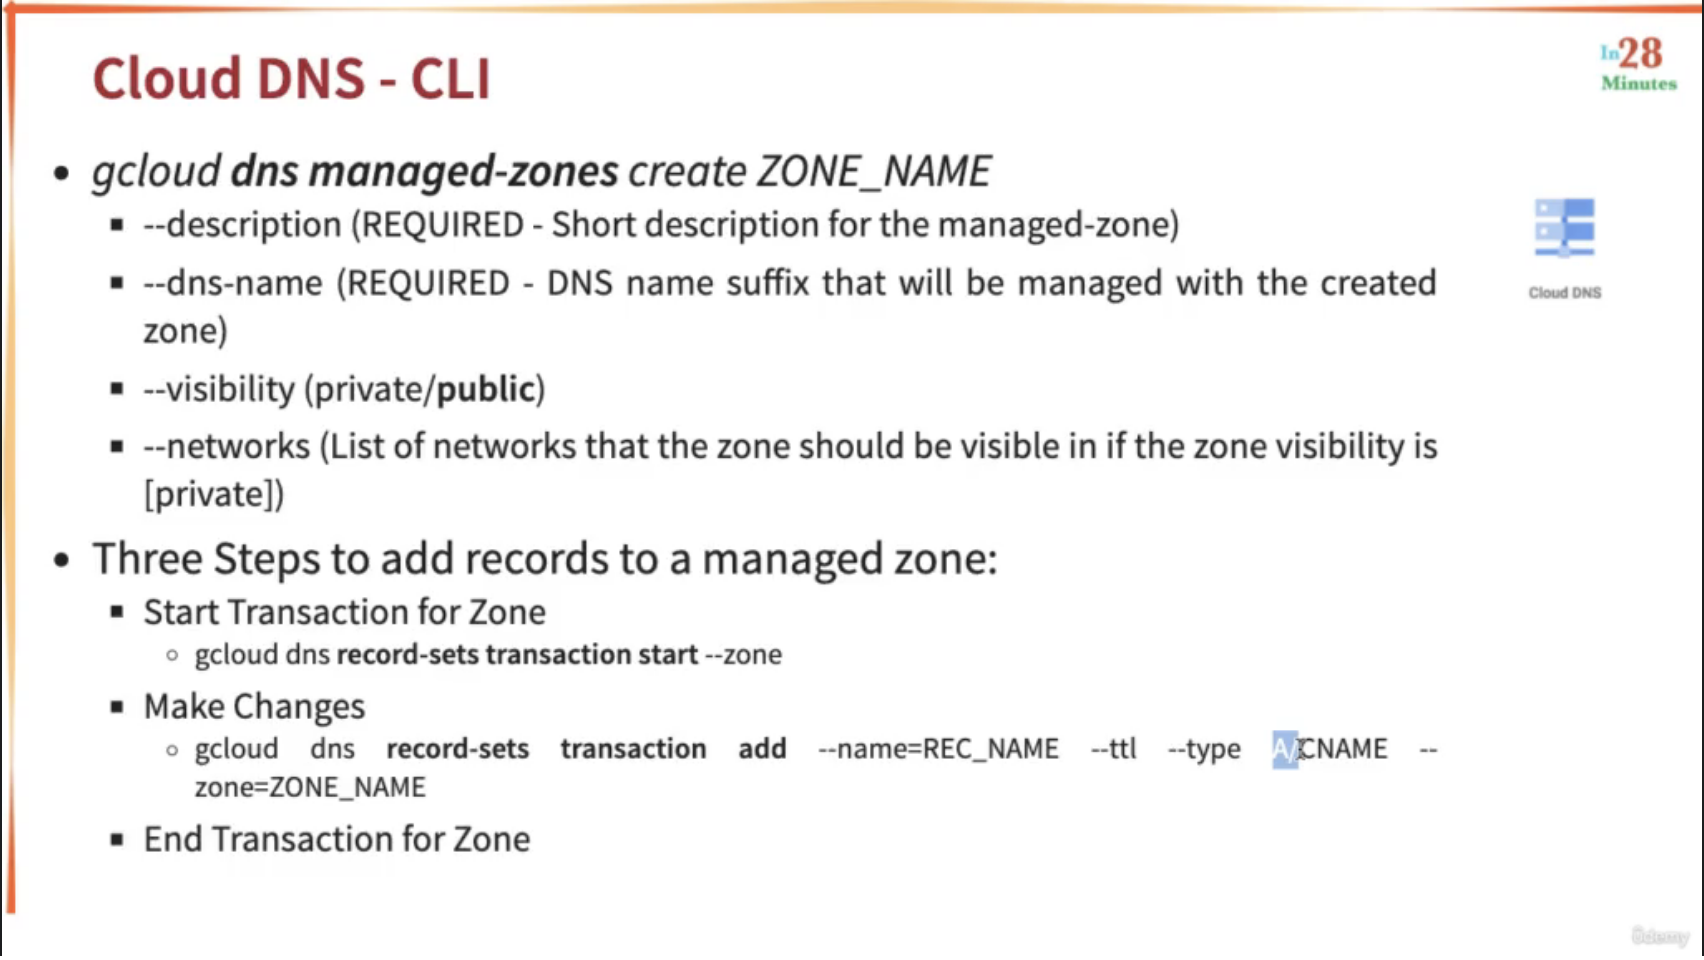 Cloud DNS - CLI
In28
Minutes
• gcloud dns managed-zones create ZONE_NAME
▪ --description (REQUIRED - Short description for the managed-zone)
▪ --dns-name (REQUIRED - DNS name suffix that will be managed with the created
zone)
Cloud DNS
▪ --visibility (private/public)
▪ --networks (List of networks that the zone should be visible in if the zone visibility is
[private])
• Three Steps to add records to a managed zone:
▪ Start Transaction for Zone
○ gcloud dns record-sets transaction start --zone
▪ Make Changes
○ gcloud dns record-sets transaction add --name=REC_NAME --ttl --type A/CNAME --
zone=ZONE_NAME
▪ End Transaction for Zone
ûdemy